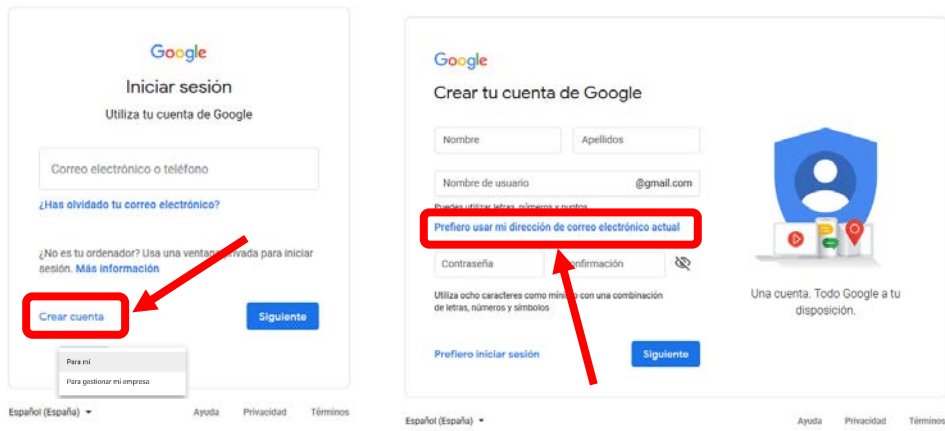 Google
Iniciar sesión
Utiliza tu cuenta de Google
Correo electrónico o teléfono
¿Has olvidado tu correo electrónico?
¿No es tu ordenador? Usa una ventana privada para iniciar
sesión. Más información
Crear cuenta
Siguiente
Para mí
Para gestionar mi empresa
Español (España)
Ayuda
Privacidad
Términos
Google
Crear tu cuenta de Google
Nombre
Apellidos
Nombre de usuario
@gmail.com
Puedes utilizar letras, números y puntos
Prefiero usar mi dirección de correo electrónico actual
Contraseña
Confirmación
Utiliza ocho caracteres como mínimo con una combinación
de letras, números y símbolos
Prefiero iniciar sesión
Siguiente
Una cuenta. Todo Google a tu
disposición.
Español (España)
Ayuda
Privacidad
Términos